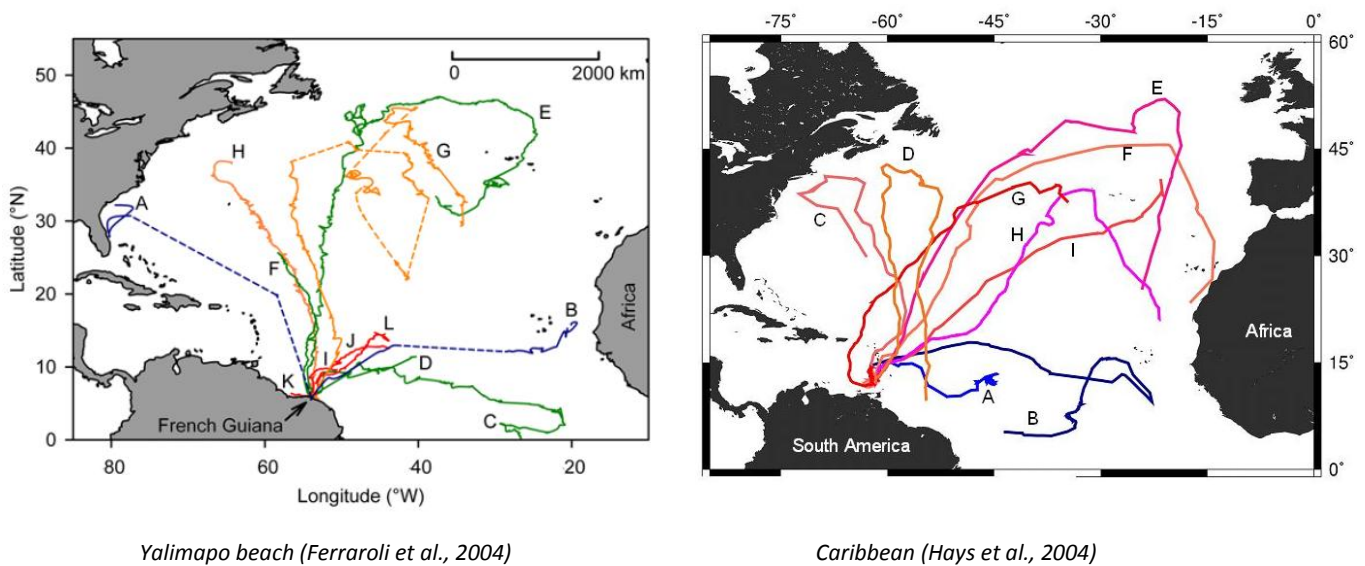 -75 -60 -45 -30 -15 0°
60°
50
0 2000 km
E
E
D
H
40
G
45°
F
A
C
G
30
H
30°
I
F
Latitude (°N)
20
Africa
Africa
B
L
J
15°
10
I
D
A
K
B
C
French Guiana
South America
0
0°
80 60 40 20
Longitude (°W)
Yalimapo beach (Ferraroli et al., 2004) Caribbean (Hays et al., 2004)